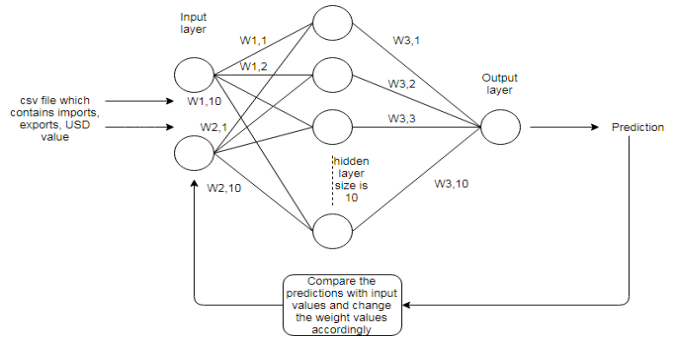 Input
layer
W1,1
W1,2
W1,10
W2,1
W2,10
csv file which
contains imports,
exports, USD
value
hidden
layer
size is
10
W3,1
W3,2
W3,3
W3,10
Output
layer
Prediction
Compare the
predictions with input
values and change
the weight values
accordingly